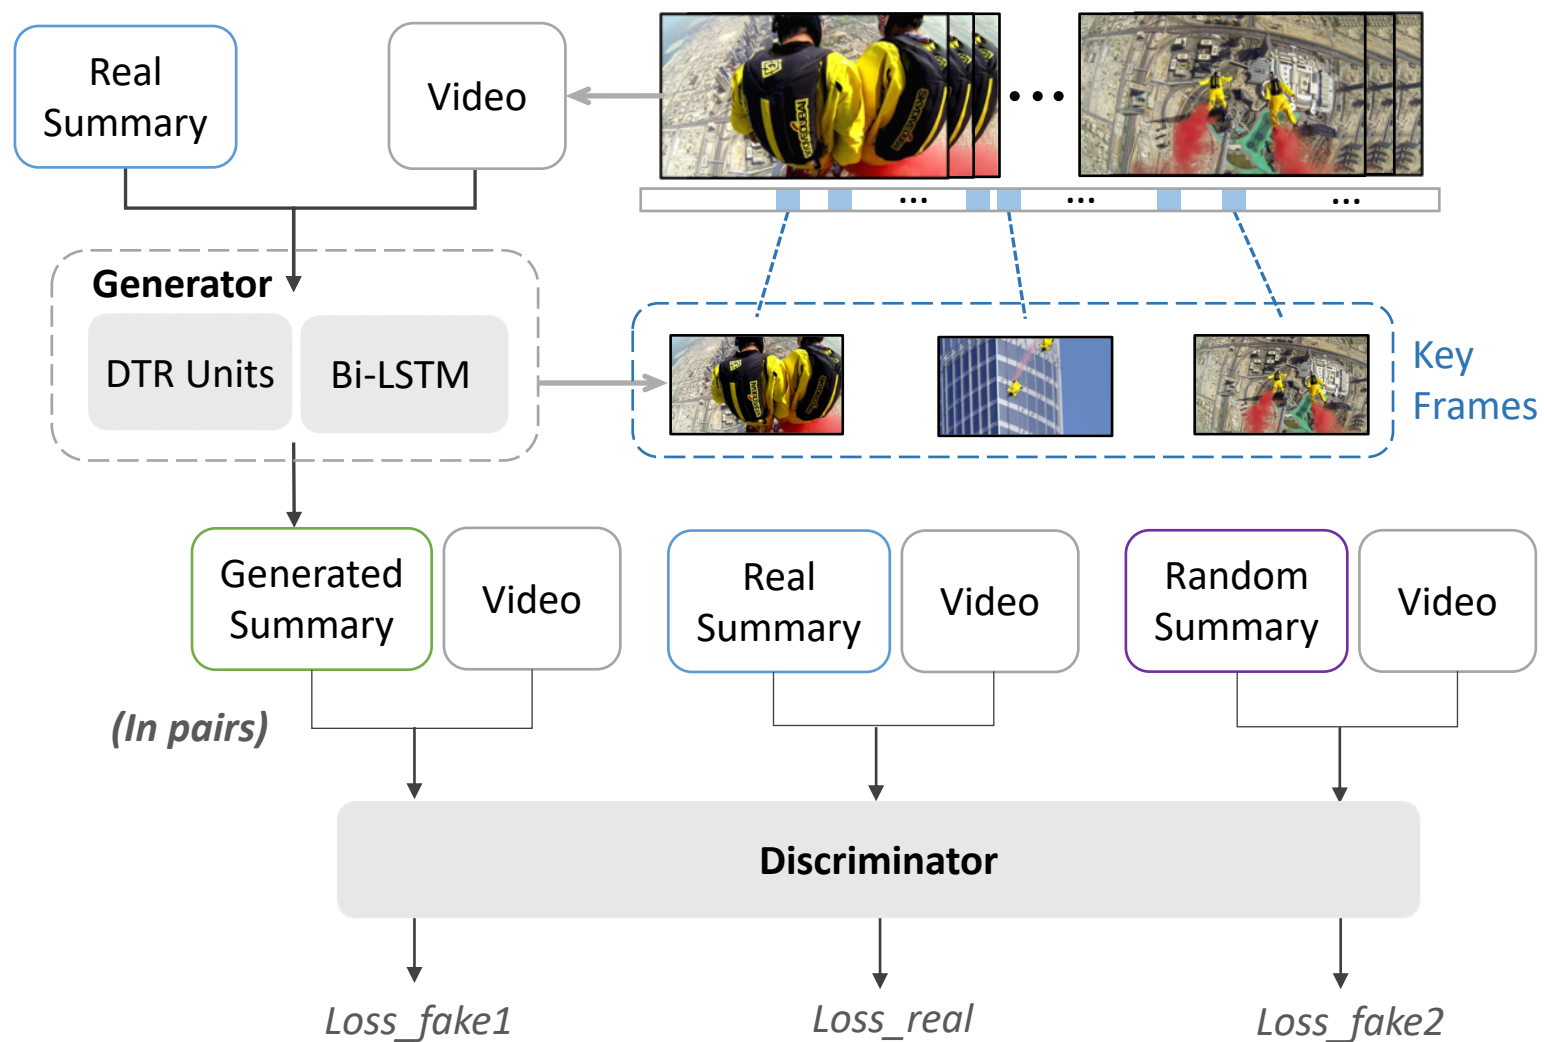 Real
Summary
Video
...
... ... ...
Generator
DTR Units
Bi-LSTM
Key
Frames
Generated
Summary
Video
Real
Summary
Video
Random
Summary
Video
(In pairs)
Discriminator
Loss_fake1
Loss_real
Loss_fake2